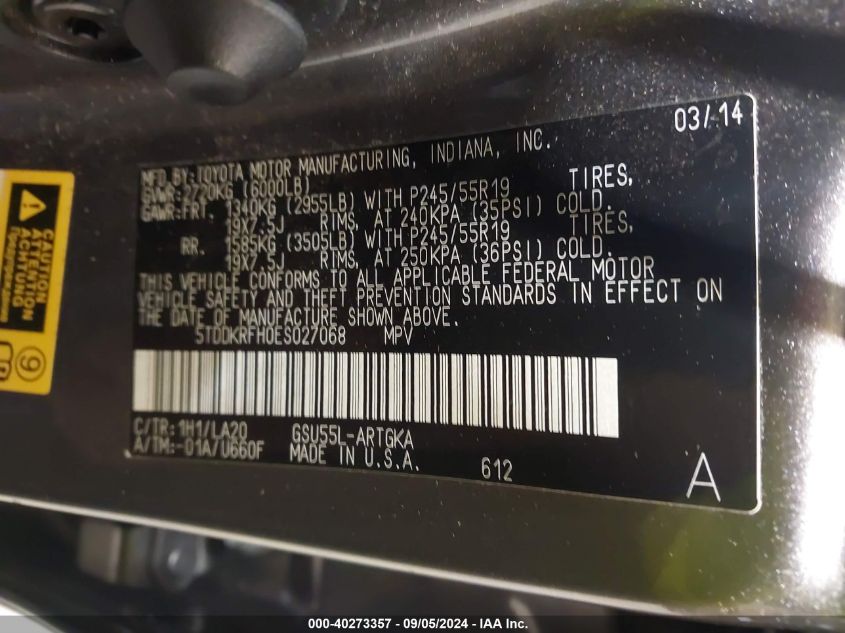 03/14
MFD.BY:TOYOTA MOTOR MANUFACTURING, INDIANA, INC.
GVWR:2720KG (6000LB)
GAWR:FRT. 1340KG (2955LB) WITH P245/55R19 TIRES,
19X7.5J RIMS, AT 240KPA (35PSI) COLD.
RR. 1585KG (3505LB) WITH P245/55R19 TIRES,
19X7.5J RIMS, AT 250KPA (36PSI) COLD.
THIS VEHICLE CONFORMS TO ALL APPLICABLE FEDERAL MOTOR
VEHICLE SAFETY AND THEFT PREVENTION STANDARDS IN EFFECT ON
THE DATE OF MANUFACTURE SHOWN ABOVE.
5TDDKRFH0ES027068 MPV
C/TR:1H1/LA20 GSU55L-ARTGKA
A/TM:-01A/U660F MADE IN U.S.A.
612
A
CAUTION
ATTENTION
ACHTUNG
9
000-40273357 - 09/05/2024 - IAA Inc.